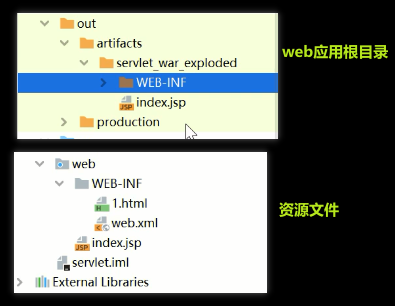 out
artifacts
servlet_war_exploded
WEB-INF
index.jsp
production
web应用根目录
web
WEB-INF
1.html
web.xml
index.jsp
servlet.iml
External Libraries
资源文件